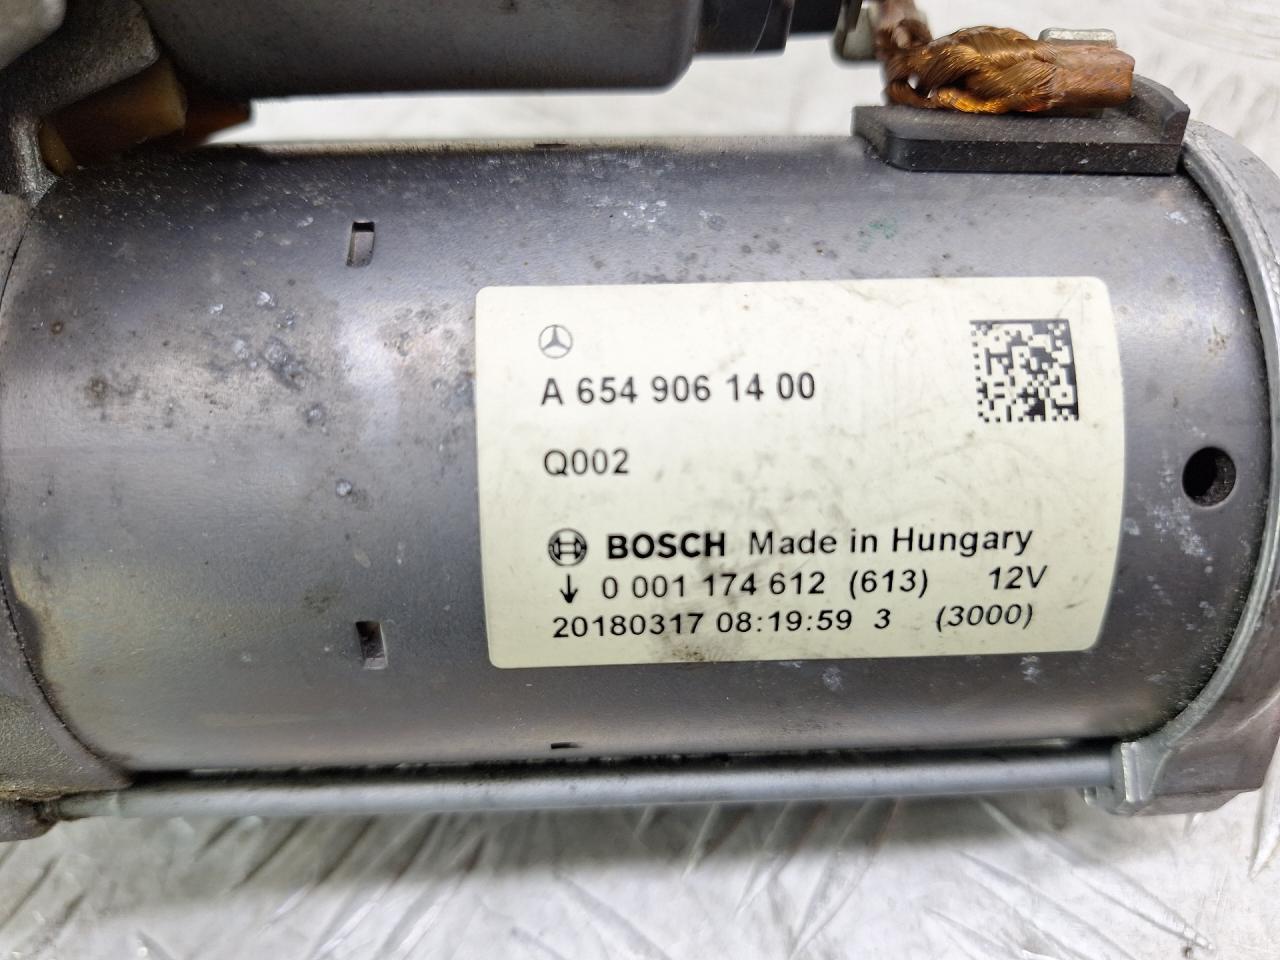 A 654 906 14 00
Q002
BOSCH Made in Hungary
↓ 0 001 174 612 (613) 12V
20180317 08:19:59 3 (3000)